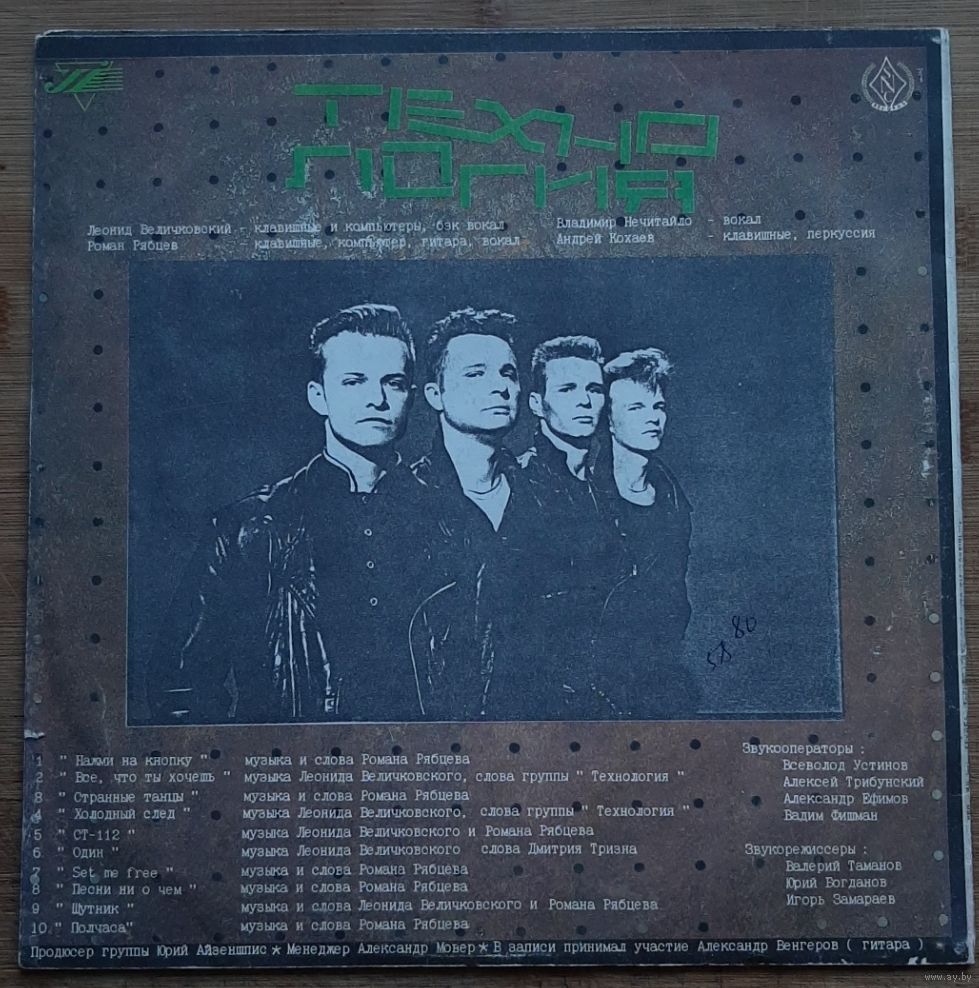 ТЕХНО
ЛОГИЯ
Леонид Величковский - клавишные и компьютеры, бэк вокал
Роман Рябцев - клавишные, компьютер, гитара, вокал
Владимир Нечитайло - вокал
Андрей Кохаев - клавишные, перкуссия
58 80
1 " Нажми на кнопку " музыка и слова Романа Рябцева
2 " Все, что ты хочешь " музыка Леонида Величковского, слова группы " Технология "
3 " Странные танцы " музыка и слова Романа Рябцева
4 " Холодный след " музыка Леонида Величковского, слова группы " Технология "
5 " СТ-112 " музыка Леонида Величковского и Романа Рябцева
6 " Один " музыка Леонида Величковского слова Дмитрия Тризна
7 " Set me free " музыка и слова Романа Рябцева
8 " Песни ни о чем " музыка и слова Романа Рябцева
9 " Шутник " музыка и слова Леонида Величковского и Романа Рябцева
10 " Полчаса" музыка и слова Романа Рябцева
Звукооператоры :
Всеволод Устинов
Алексей Трибунский
Александр Ефимов
Вадим Фишман
Звукорежиссеры :
Валерий Таманов
Юрий Богданов
Игорь Замараев
Продюсер группы Юрий Айзеншпис * Менеджер Александр Мовер * В записи принимал участие Александр Венгеров ( гитара )
www.ay.by